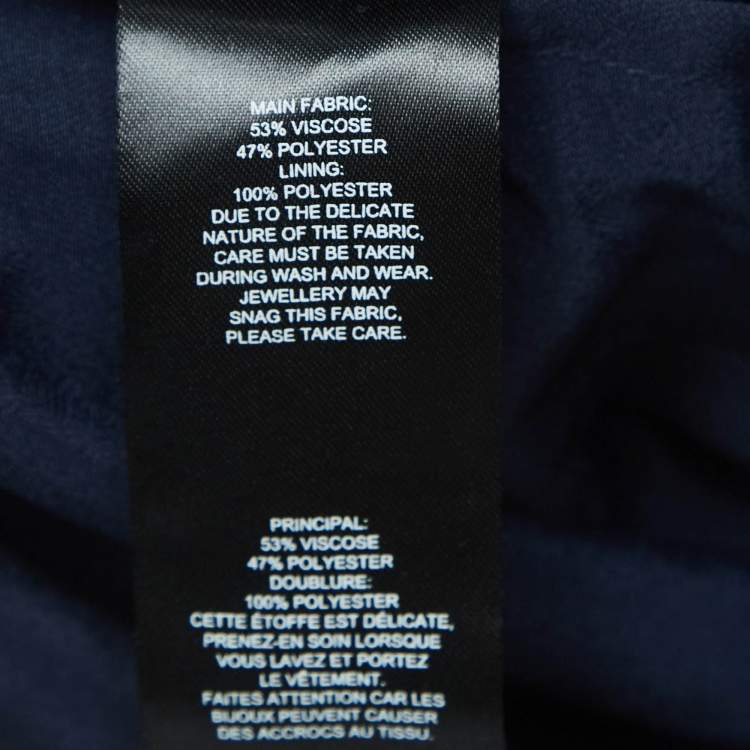 MAIN FABRIC:
53% VISCOSE
47% POLYESTER
LINING:
100% POLYESTER
DUE TO THE DELICATE
NATURE OF THE FABRIC,
CARE MUST BE TAKEN
DURING WASH AND WEAR.
JEWELLERY MAY
SNAG THIS FABRIC,
PLEASE TAKE CARE.
PRINCIPAL:
53% VISCOSE
47% POLYESTER
DOUBLURE:
100% POLYESTER
CETTE ÉTOFFE EST DÉLICATE,
PRENEZ-EN SOIN LORSQUE
VOUS LAVEZ ET PORTEZ
LE VÊTEMENT.
FAITES ATTENTION CAR LES
BIJOUX PEUVENT CAUSER
DES ACCROCS AU TISSU.